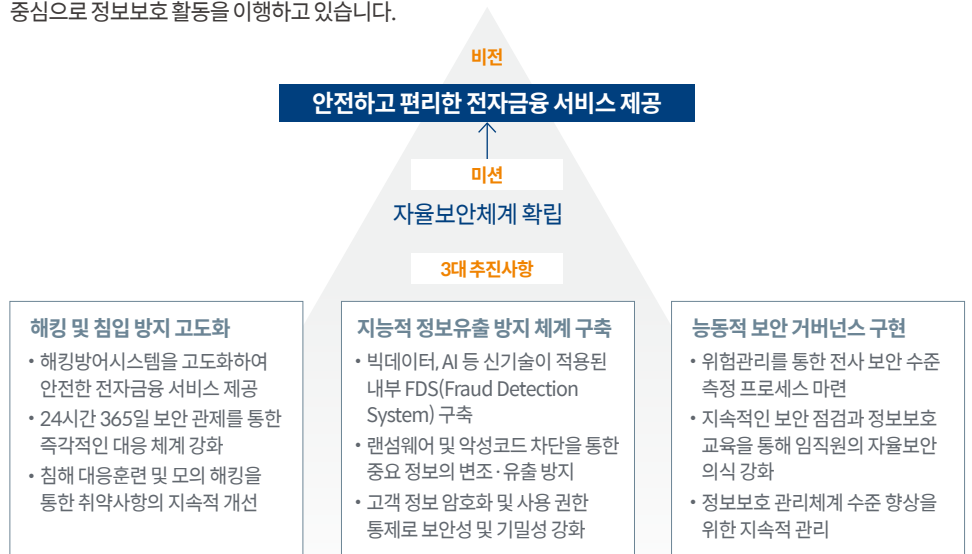 중심으로 정보보호 활동을 이행하고 있습니다.
비전
안전하고 편리한 전자금융 서비스 제공
미션
자율보안체계 확립
3대 추진사항
해킹 및 침입 방지 고도화
• 해킹방어시스템을 고도화하여
안전한 전자금융 서비스 제공
• 24시간 365일 보안 관제를 통한
즉각적인 대응 체계 강화
• 침해 대응훈련 및 모의 해킹을
통한 취약사항의 지속적 개선
지능적 정보유출 방지 체계 구축
• 빅데이터, AI 등 신기술이 적용된
내부 FDS(Fraud Detection
System) 구축
• 랜섬웨어 및 악성코드 차단을 통한
중요 정보의 변조·유출 방지
• 고객 정보 암호화 및 사용 권한
통제로 보안성 및 기밀성 강화
능동적 보안 거버넌스 구현
• 위험관리를 통한 전사 보안 수준
측정 프로세스 마련
• 지속적인 보안 점검과 정보보호
교육을 통해 임직원의 자율보안
의식 강화
• 정보보호 관리체계 수준 향상을
위한 지속적 관리